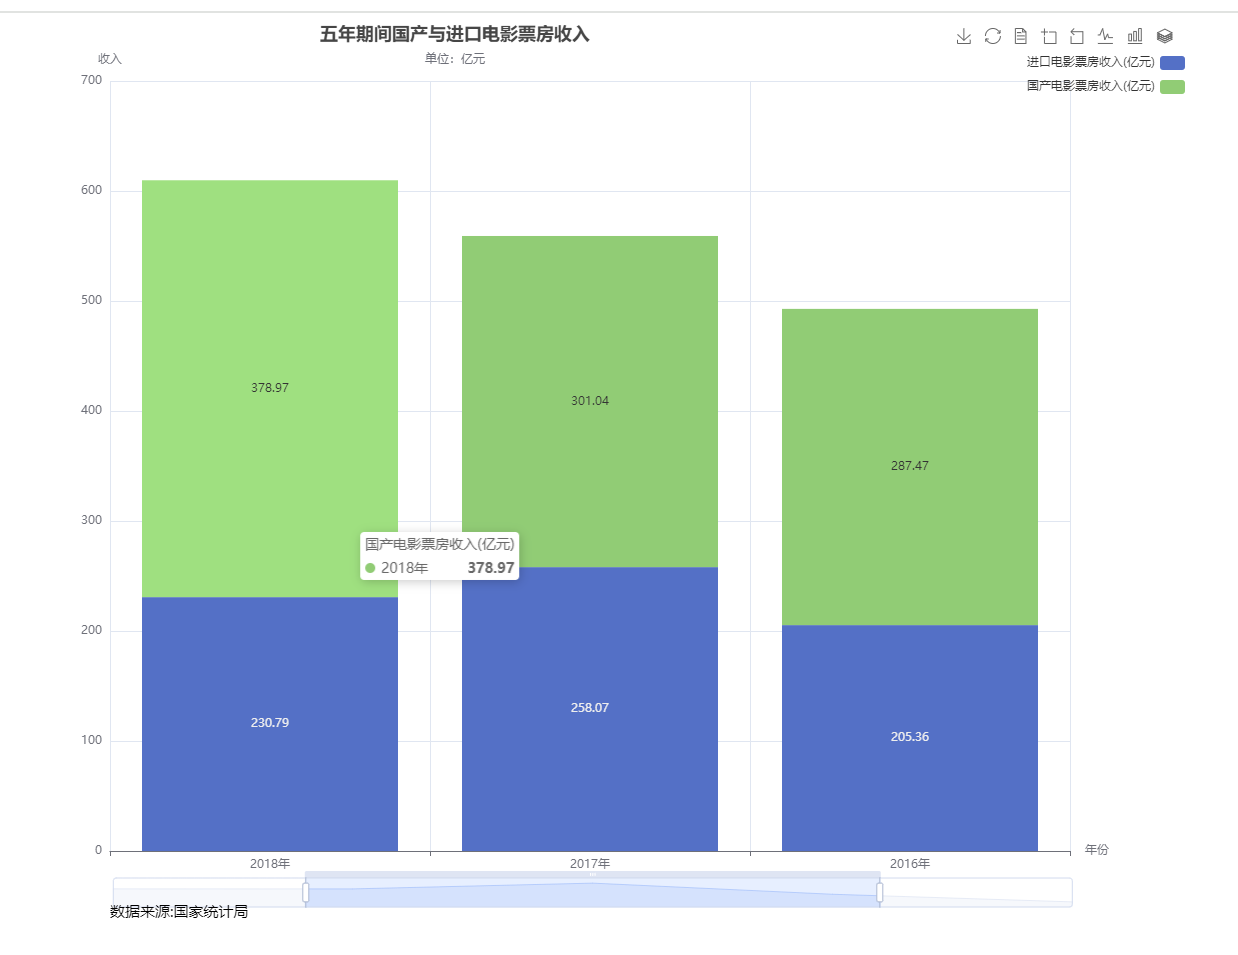 五年期间国产与进口电影票房收入
收入
单位：亿元
进口电影票房收入(亿元)
国产电影票房收入(亿元)
700
600
500
400
300
200
100
0
378.97
301.04
287.47
国产电影票房收入(亿元)
2018年 378.97
230.79
258.07
205.36
2018年
2017年
2016年
年份
数据来源:国家统计局